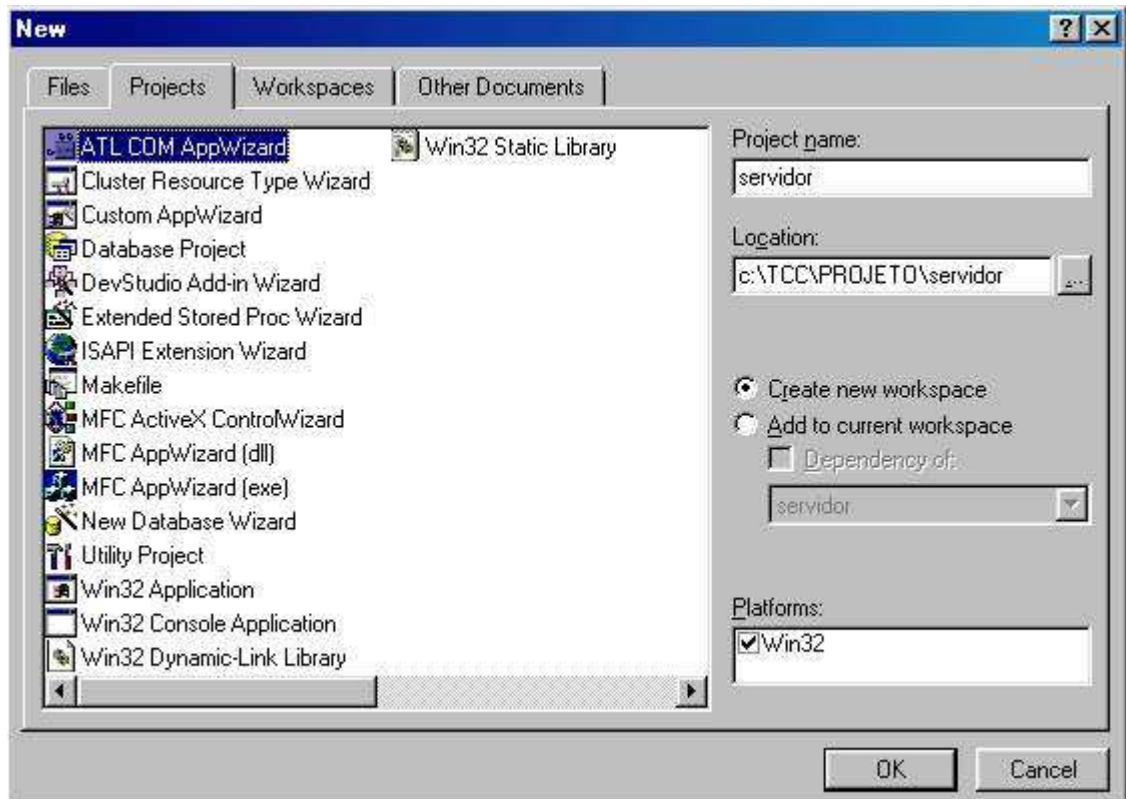 New
Files
Projects
Workspaces
Other Documents
ATL COM AppWizard
Cluster Resource Type Wizard
Custom AppWizard
Database Project
DevStudio Add-in Wizard
Extended Stored Proc Wizard
ISAPI Extension Wizard
Makefile
MFC ActiveX ControlWizard
MFC AppWizard (dll)
MFC AppWizard (exe)
New Database Wizard
Utility Project
Win32 Application
Win32 Console Application
Win32 Dynamic-Link Library
Win32 Static Library
Project name:
servidor
Location:
c:\TCC\PROJETO\servidor
...
Create new workspace
Add to current workspace
Dependency of:
servidor
Platforms:
Win32
OK
Cancel